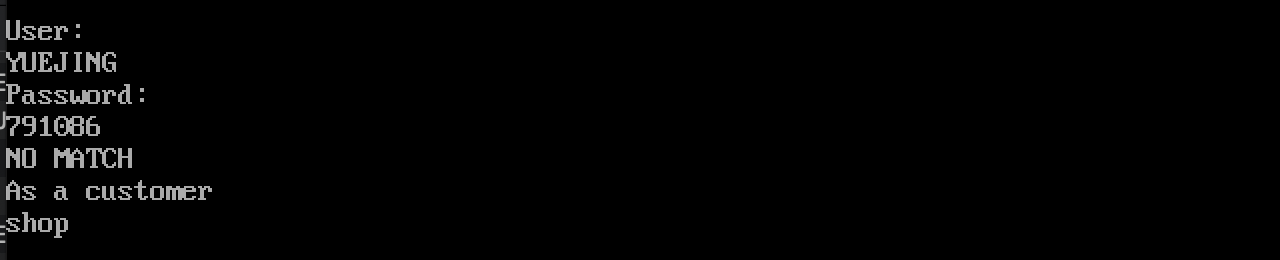 User:
YUEJING
Password:
791086
NO MATCH
As a customer
shop